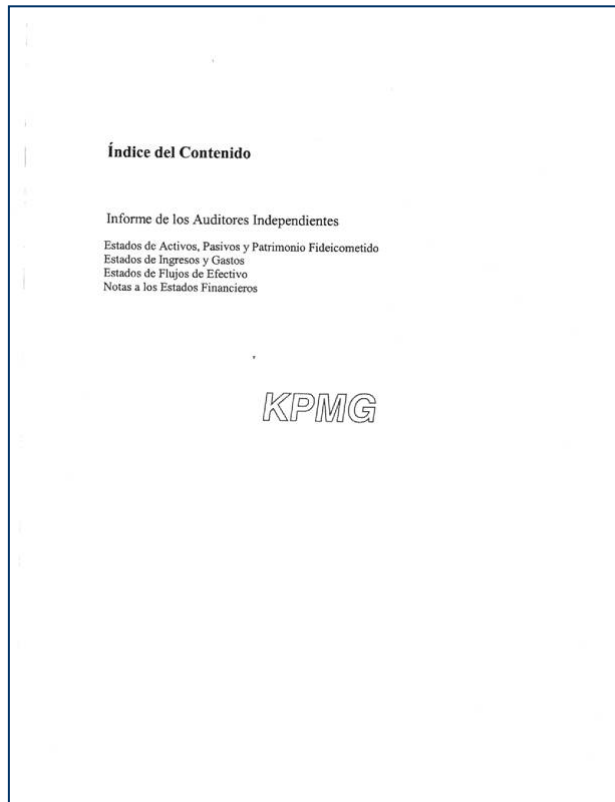 Índice del Contenido
Informe de los Auditores Independientes
Estados de Activos, Pasivos y Patrimonio Fideicometido
Estados de Ingresos y Gastos
Estados de Flujos de Efectivo
Notas a los Estados Financieros
KPMG